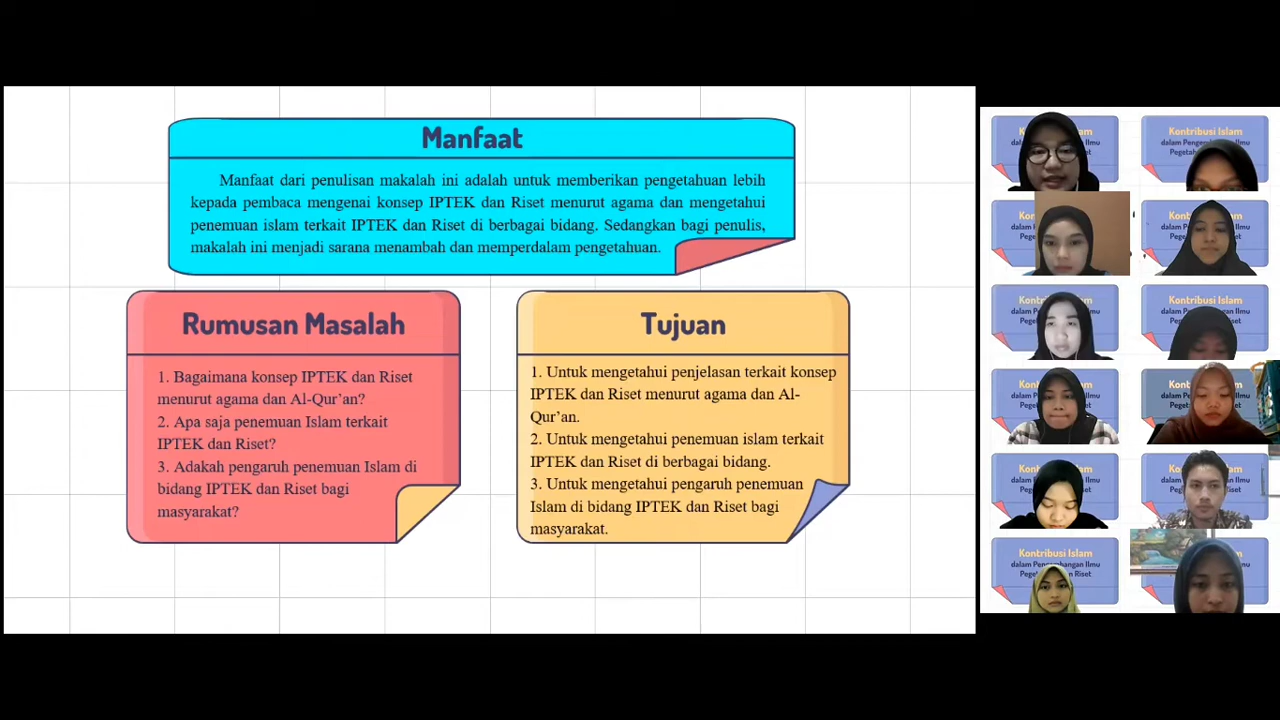 Manfaat
Manfaat dari penulisan makalah ini adalah untuk memberikan pengetahuan lebih
kepada pembaca mengenai konsep IPTEK dan Riset menurut agama dan mengetahui
penemuan islam terkait IPTEK dan Riset di berbagai bidang. Sedangkan bagi penulis,
makalah ini menjadi sarana menambah dan memperdalam pengetahuan.
Rumusan Masalah
1. Bagaimana konsep IPTEK dan Riset
menurut agama dan Al-Qur’an?
2. Apa saja penemuan Islam terkait
IPTEK dan Riset?
3. Adakah pengaruh penemuan Islam di
bidang IPTEK dan Riset bagi
masyarakat?
Tujuan
1. Untuk mengetahui penjelasan terkait konsep
IPTEK dan Riset menurut agama dan Al-
Qur’an.
2. Untuk mengetahui penemuan islam terkait
IPTEK dan Riset di berbagai bidang.
3. Untuk mengetahui pengaruh penemuan
Islam di bidang IPTEK dan Riset bagi
masyarakat.
Kontribusi Islam
Kontribusi Islam
Kontribusi Islam
dalam Pengembangan Ilmu